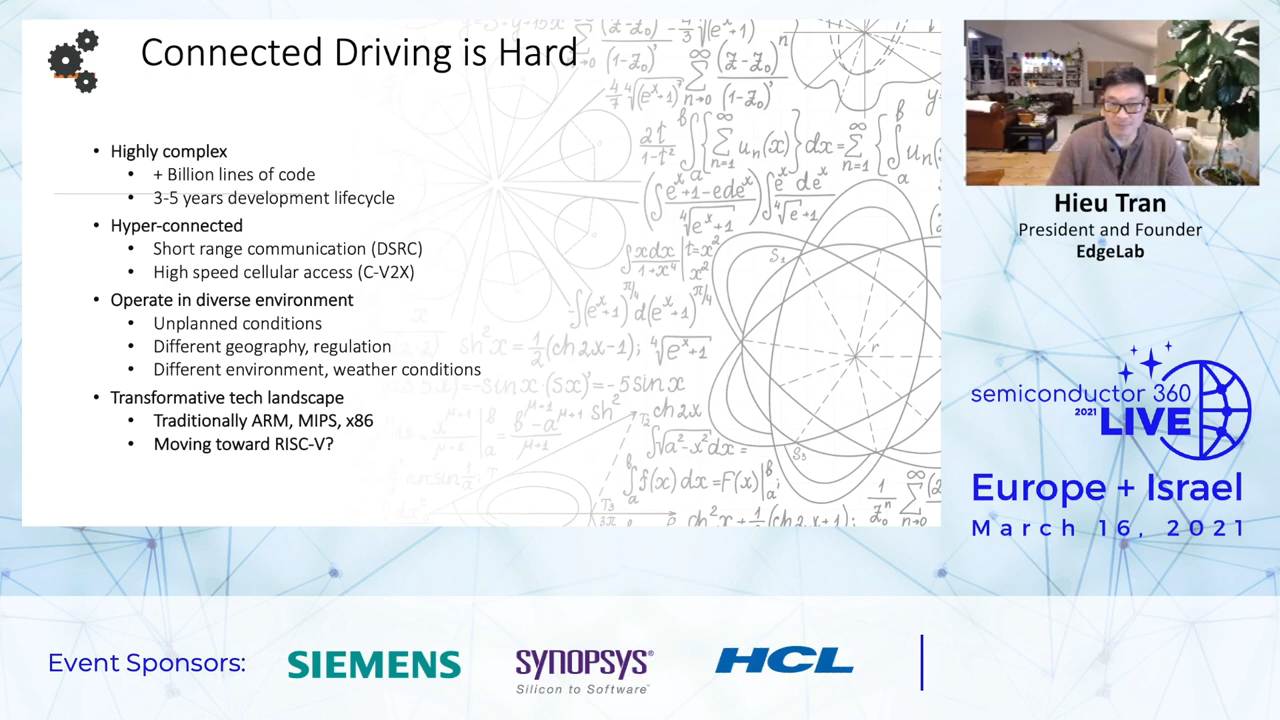 Connected Driving is Hard
• Highly complex
• + Billion lines of code
• 3-5 years development lifecycle
• Hyper-connected
• Short range communication (DSRC)
• High speed cellular access (C-V2X)
• Operate in diverse environment
• Unplanned conditions
• Different geography, regulation
• Different environment, weather conditions
• Transformative tech landscape
• Traditionally ARM, MIPS, x86
• Moving toward RISC-V?
Hieu Tran
President and Founder
EdgeLab
semiconductor 360
2021 LIVE
Europe + Israel
March 16, 2021
Event Sponsors:
SIEMENS
SYNOPSYS®
Silicon to Software™
HCL